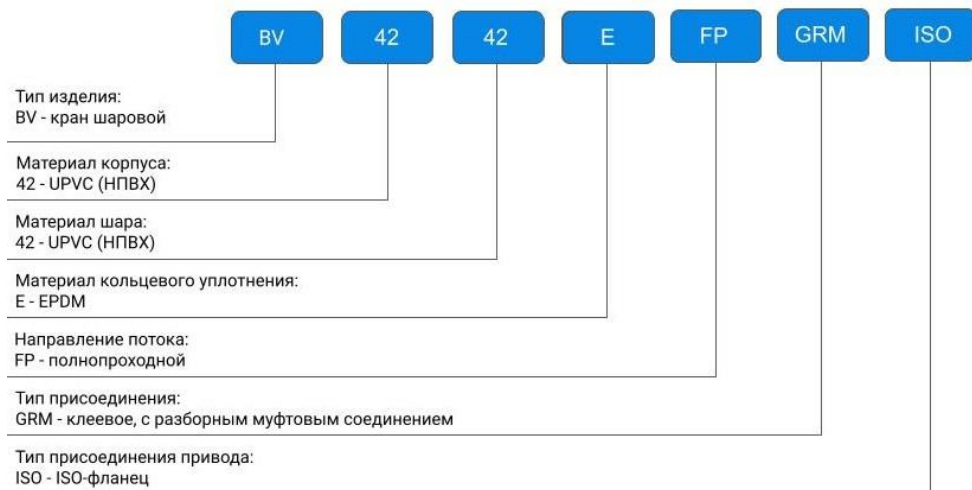 BV 42 42 E FP GRM ISO
Тип изделия:
BV - кран шаровой
Материал корпуса:
42 - UPVC (НПВХ)
Материал шара:
42 - UPVC (НПВХ)
Материал кольцевого уплотнения:
E - EPDM
Направление потока:
FP - полнопроходной
Тип присоединения:
GRM - клеевое, с разборным муфтовым соединением
Тип присоединения привода:
ISO - ISO-фланец